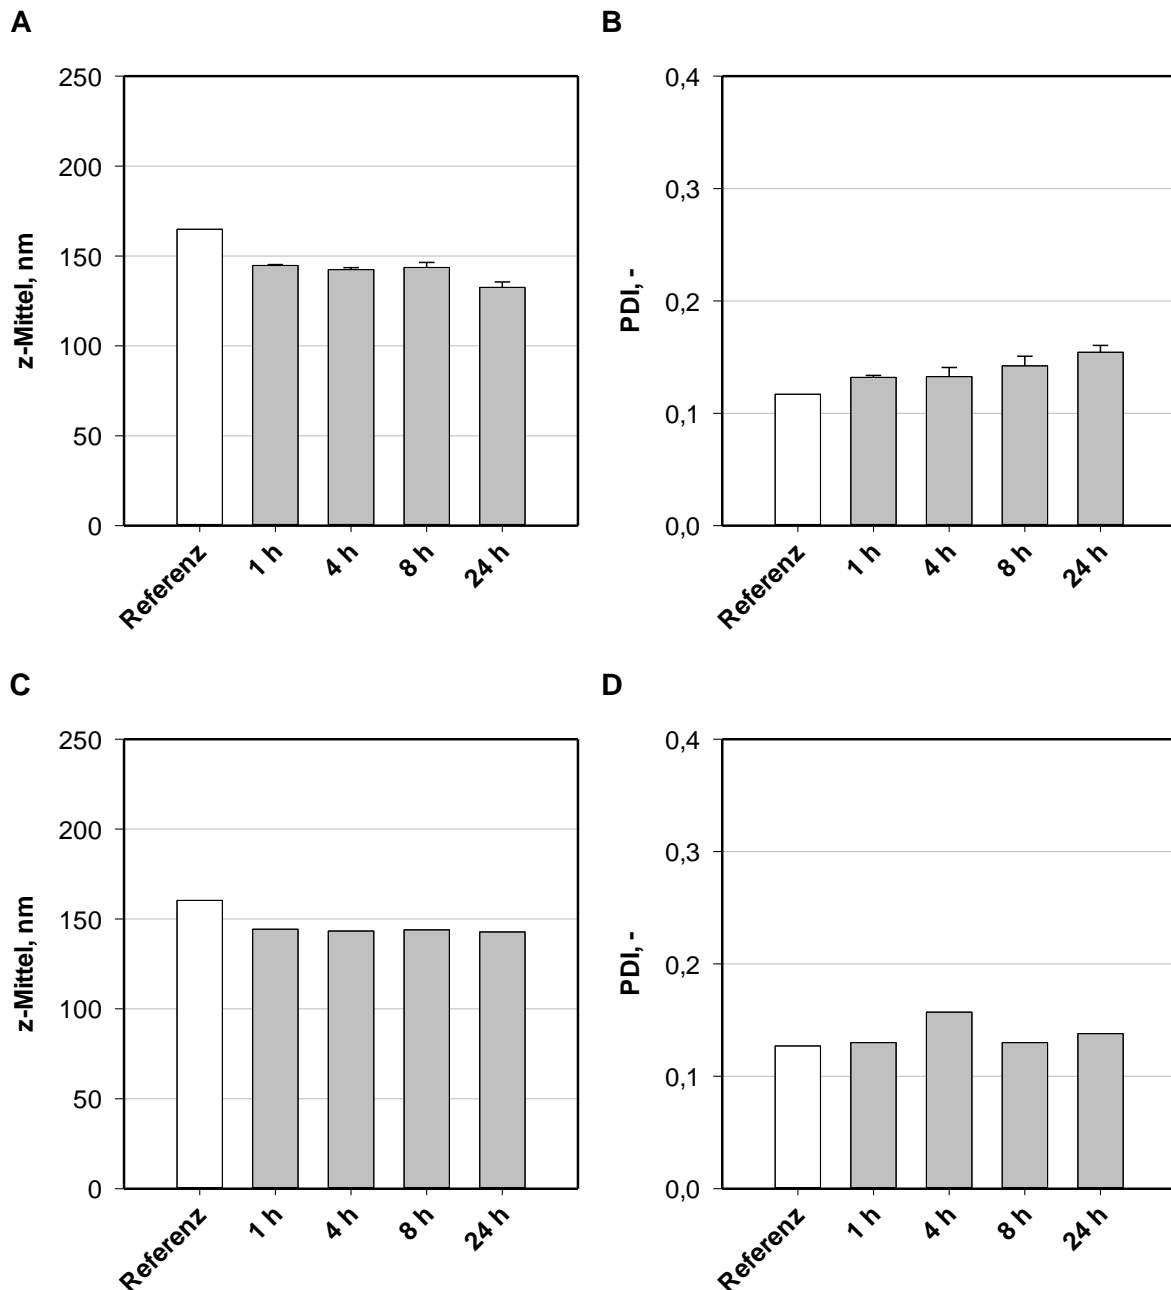 A
250
200
150
100
50
0
z-Mittel, nm
Referenz
1 h
4 h
8 h
24 h
B
0,4
0,3
0,2
0,1
0,0
PDI, -
Referenz
1 h
4 h
8 h
24 h
C
250
200
150
100
50
0
z-Mittel, nm
Referenz
1 h
4 h
8 h
24 h
D
0,4
0,3
0,2
0,1
0,0
PDI, -
Referenz
1 h
4 h
8 h
24 h